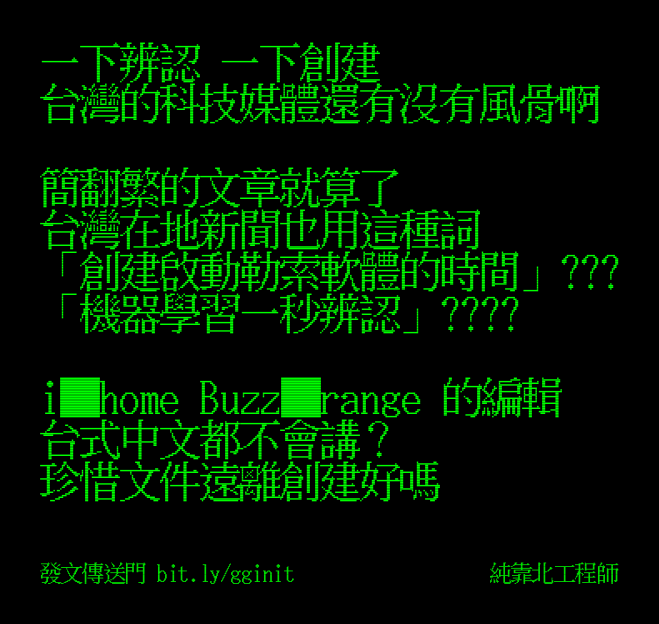 一下辨認 一下創建
台灣的科技媒體還有沒有風骨啊
簡翻繁的文章就算了
台灣在地新聞也用這種詞
「創建啟動勒索軟體的時間」???
「機器學習一秒辨認」????
i▓▓home Buzz▓▓range 的編輯
台式中文都不會講？
珍惜文件遠離創建好嗎
發文傳送門 bit.ly/gginit
純靠北工程師